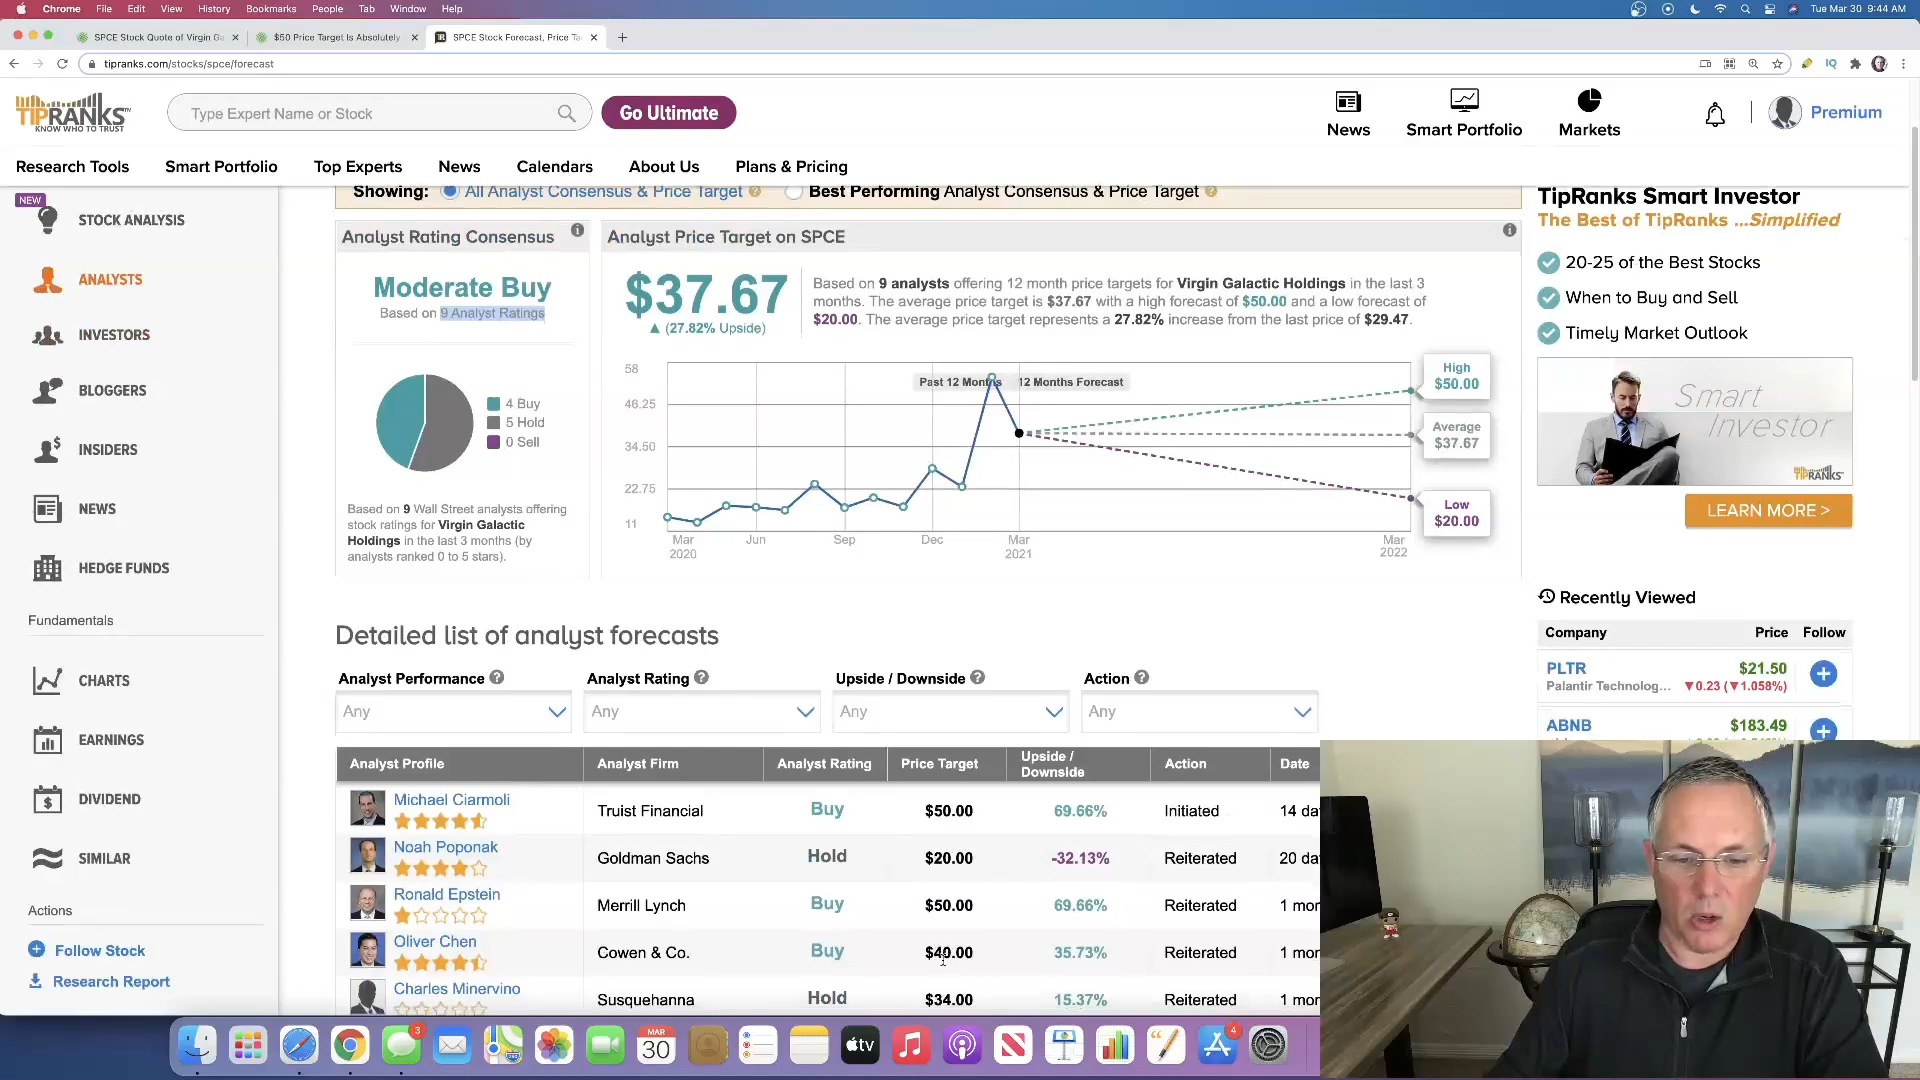 Chrome File Edit View History Bookmarks People Tab Window Help
Tue Mar 30 9:44 AM
SPCE Stock Quote of Virgin Ga
$50 Price Target Is Absolutely
SPCE Stock Forecast, Price Ta
tipranks.com/stocks/spce/forecast
TIPRANKS
KNOW WHO TO TRUST
Type Expert Name or Stock
Go Ultimate
News
Smart Portfolio
Markets
Premium
Research Tools
Smart Portfolio
Top Experts
News
Calendars
About Us
Plans & Pricing
NEW
STOCK ANALYSIS
ANALYSTS
INVESTORS
BLOGGERS
INSIDERS
NEWS
HEDGE FUNDS
Fundamentals
CHARTS
EARNINGS
DIVIDEND
SIMILAR
Actions
Follow Stock
Research Report
Showing: All Analyst Consensus & Price Target Best Performing Analyst Consensus & Price Target
Analyst Rating Consensus
Moderate Buy
Based on 9 Analyst Ratings
4 Buy
5 Hold
0 Sell
Based on 9 Wall Street analysts offering
stock ratings for Virgin Galactic
Holdings in the last 3 months (by
analysts ranked 0 to 5 stars).
Analyst Price Target on SPCE
$37.67
▲ (27.82% Upside)
Based on 9 analysts offering 12 month price targets for Virgin Galactic Holdings in the last 3
months. The average price target is $37.67 with a high forecast of $50.00 and a low forecast of
$20.00. The average price target represents a 27.82% increase from the last price of $29.47.
58
46.25
34.50
22.75
11
Past 12 Months
12 Months Forecast
High
$50.00
Average
$37.67
Low
$20.00
Mar
2020
Jun
Sep
Dec
Mar
2021
Mar
2022
Detailed list of analyst forecasts
Analyst Performance
Analyst Rating
Upside / Downside
Action
Any
Any
Any
Any
Analyst Profile Analyst Firm Analyst Rating Price Target Upside / Downside Action Date
Michael Ciarmoli Truist Financial Buy $50.00 69.66% Initiated 14 da
Noah Poponak Goldman Sachs Hold $20.00 -32.13% Reiterated 20 da
Ronald Epstein Merrill Lynch Buy $50.00 69.66% Reiterated 1 mon
Oliver Chen Cowen & Co. Buy $40.00 35.73% Reiterated 1 mon
Charles Minervino Susquehanna Hold $34.00 15.37% Reiterated 1 mon
TipRanks Smart Investor
The Best of TipRanks ...Simplified
20-25 of the Best Stocks
When to Buy and Sell
Timely Market Outlook
Smart
Investor
TIPRANKS
LEARN MORE >
Recently Viewed
Company Price Follow
PLTR $21.50
Palantir Technolog... ▼0.23 (▼1.058%)
ABNB $183.49
3
MAR
30
tv
4